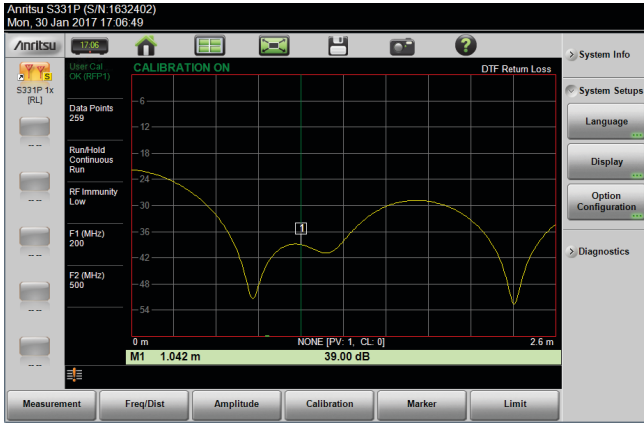 Anritsu S331P (S/N:1632402)
Mon, 30 Jan 2017 17:06:49
Anritsu
17:06
?
S
S331P 1x
[RL]
-- --
-- --
-- --
-- --
-- --
User Cal
OK (RFP1)
Data Points
259
Run/Hold
Continuous
Run
RF Immunity
Low
F1 (MHz)
200
F2 (MHz)
500
CALIBRATION ON
DTF Return Loss
-6
-12
-18
-24
-30
-36
-42
-48
-54
1
0 m
NONE [PV: 1, CL: 0]
2.6 m
M1 1.042 m 39.00 dB
System Info
System Setups
Language
Display
Option
Configuration
Diagnostics
Measurement
Freq/Dist
Amplitude
Calibration
Marker
Limit